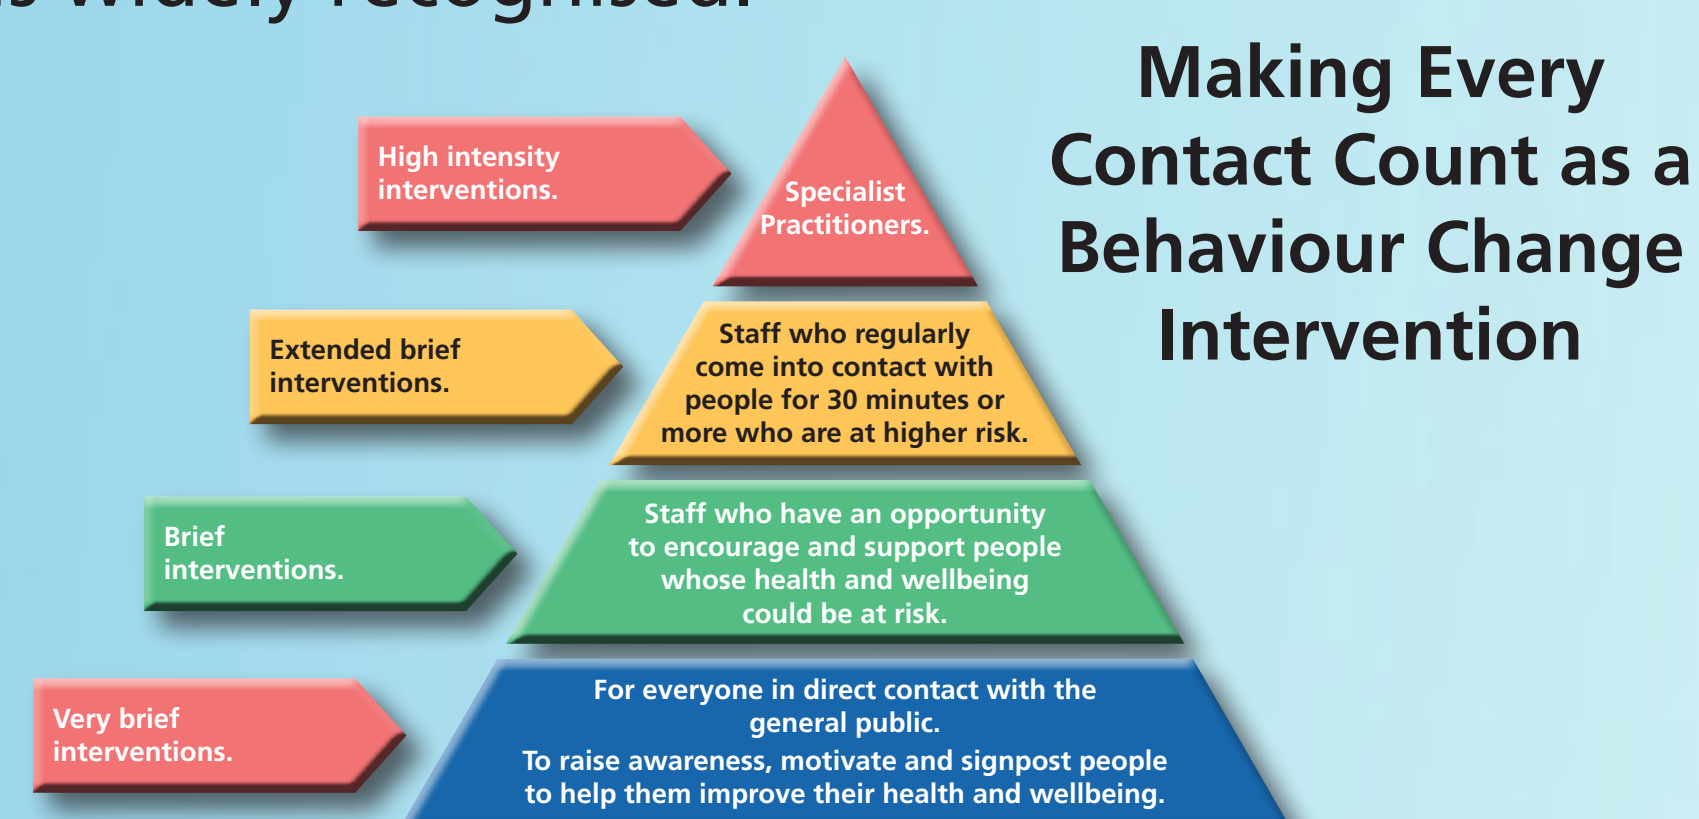 is widely recognised.
Making Every
Contact Count as a
Behaviour Change
Intervention
High intensity
interventions.
Specialist
Practitioners.
Extended brief
interventions.
Staff who regularly
come into contact with
people for 30 minutes or
more who are at higher risk.
Brief
interventions.
Staff who have an opportunity
to encourage and support people
whose health and wellbeing
could be at risk.
Very brief
interventions.
For everyone in direct contact with the
general public.
To raise awareness, motivate and signpost people
to help them improve their health and wellbeing.